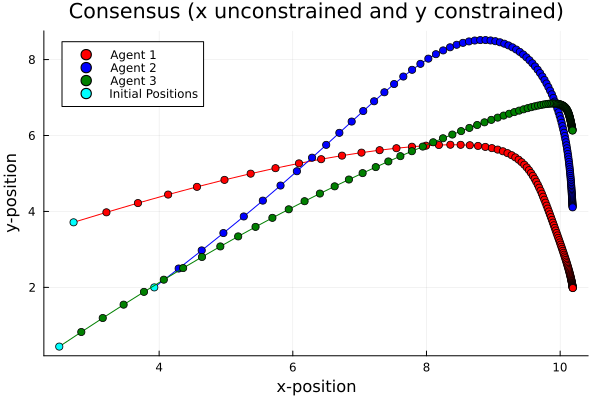 Consensus (x unconstrained and y constrained)
Agent 1
Agent 2
Agent 3
Initial Positions
8
6
4
2
y-position
4 6 8 10
x-position